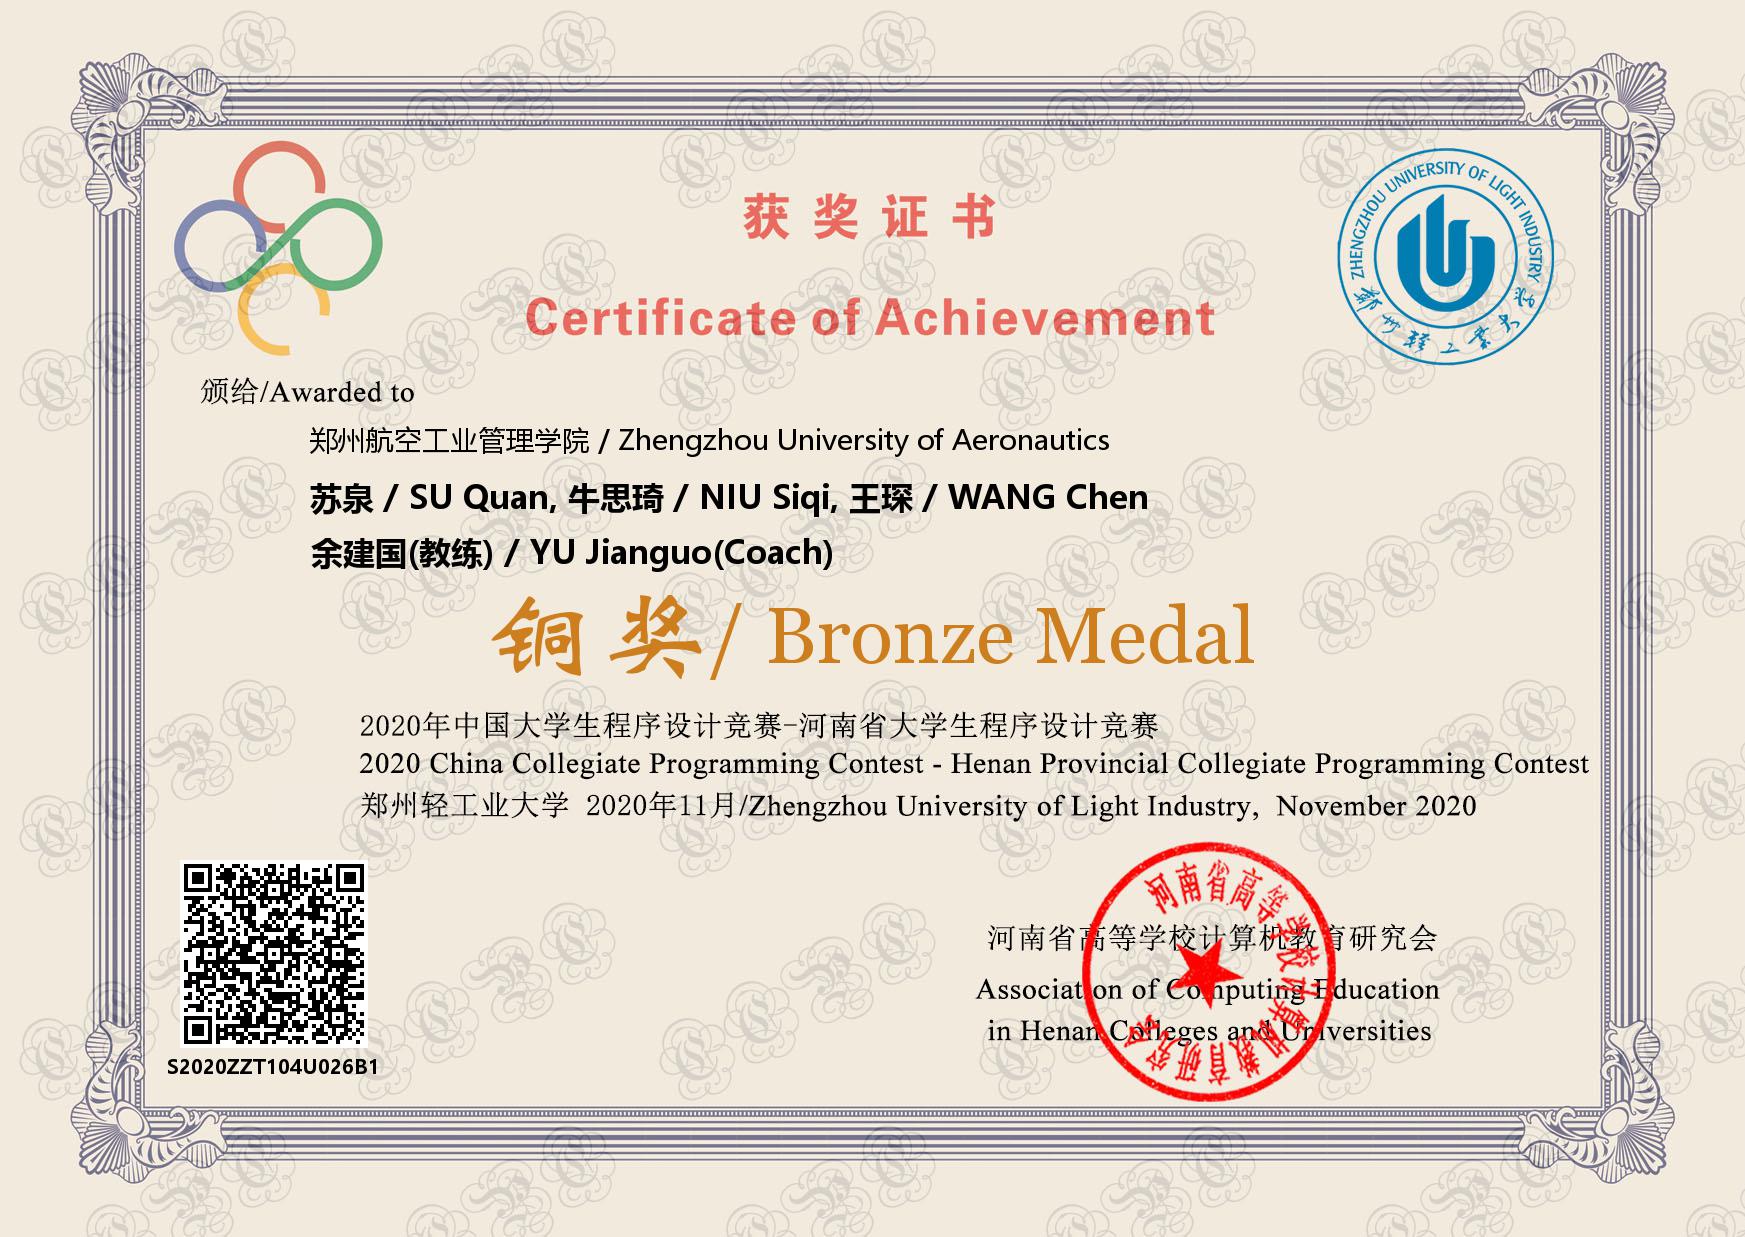 获奖证书
Certificate of Achievement
ZHENGZHOU UNIVERSITY OF LIGHT INDUSTRY
郑州轻工业大学
颁给/Awarded to
郑州航空工业管理学院 / Zhengzhou University of Aeronautics
苏泉 / SU Quan, 牛思琦 / NIU Siqi, 王琛 / WANG Chen
余建国(教练) / YU Jianguo(Coach)
铜奖/ Bronze Medal
2020年中国大学生程序设计竞赛-河南省大学生程序设计竞赛
2020 China Collegiate Programming Contest - Henan Provincial Collegiate Programming Contest
郑州轻工业大学 2020年11月/Zhengzhou University of Light Industry, November 2020
S2020ZZT104U026B1
河南省高等学校计算机教育研究会
Association of Computing Education
in Henan Colleges and Universities
河南省高等学校计算机教育研究会